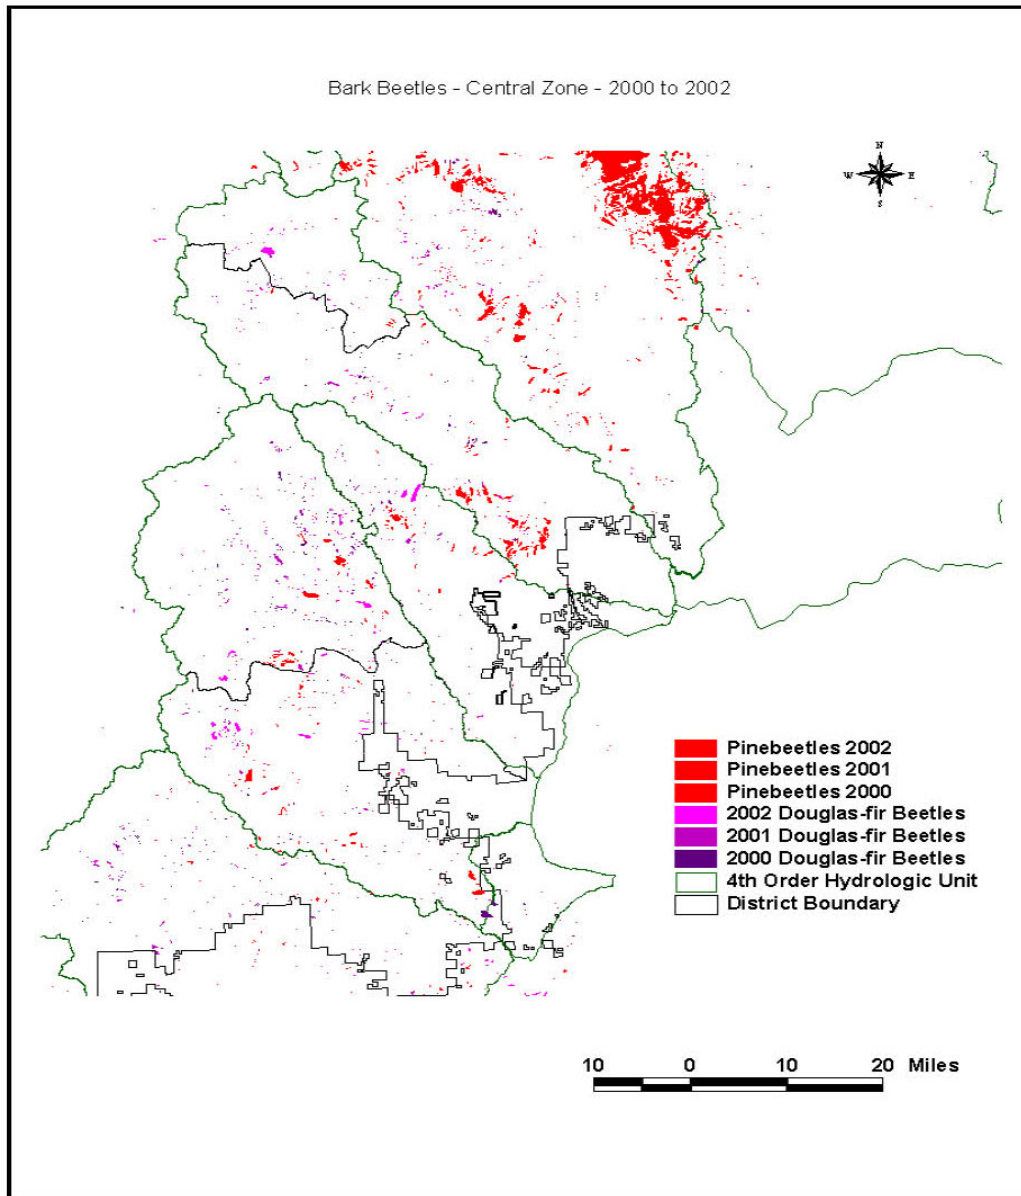 Bark Beetles - Central Zone - 2000 to 2002
N
W E
S
Pinebeetles 2002
Pinebeetles 2001
Pinebeetles 2000
2002 Douglas-fir Beetles
2001 Douglas-fir Beetles
2000 Douglas-fir Beetles
4th Order Hydrologic Unit
District Boundary
10 0 10 20 Miles